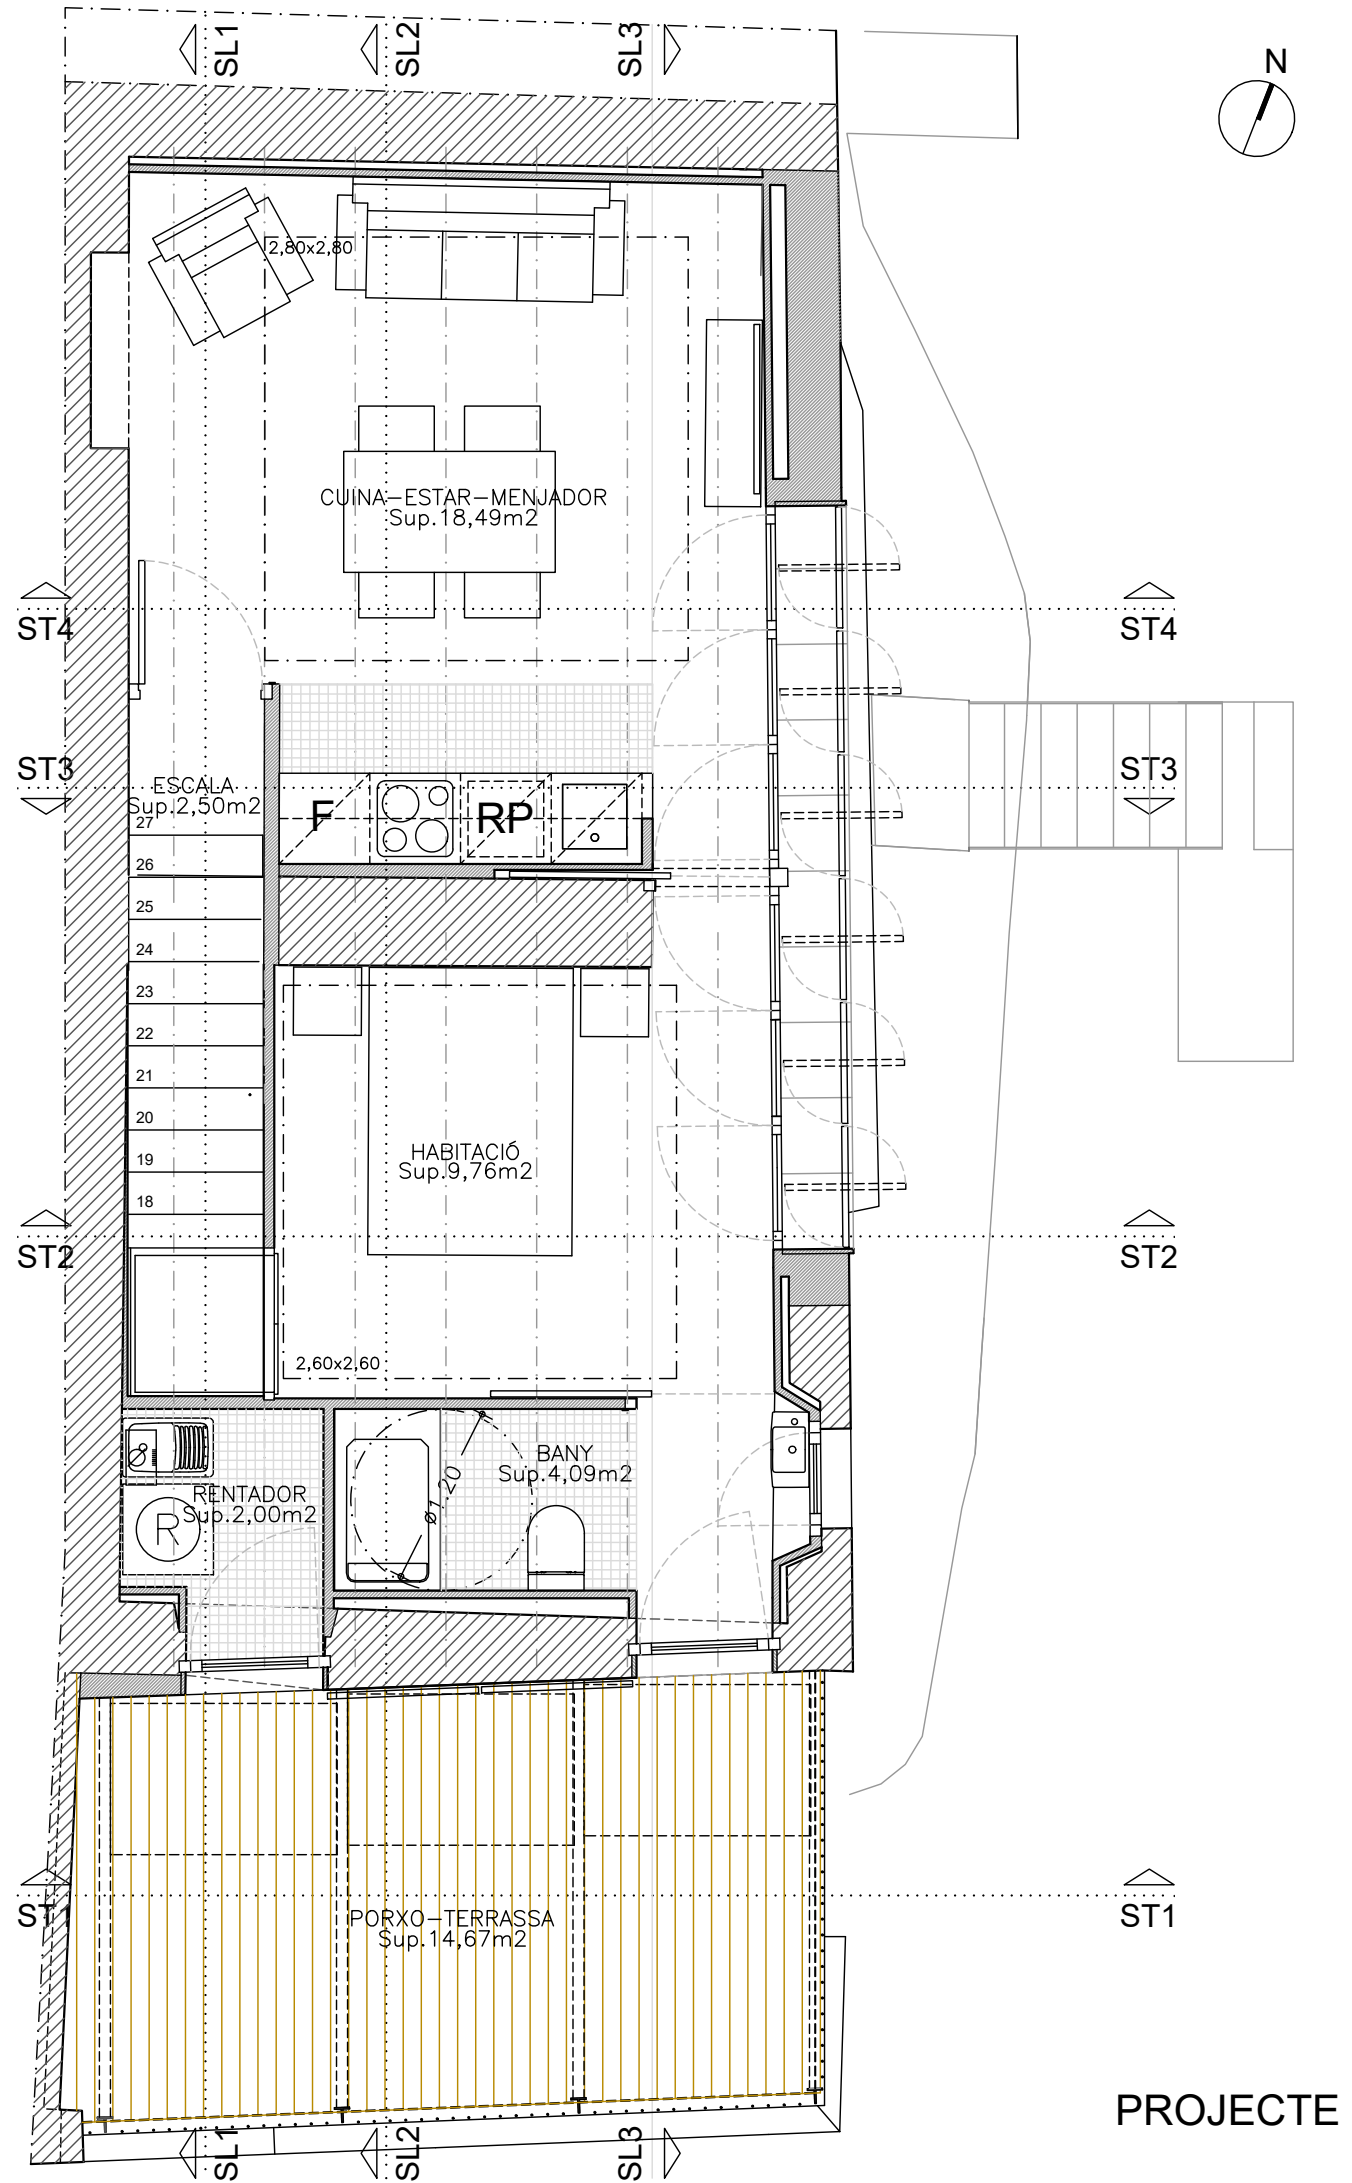 SL1
SL2
SL3
N
2,80x2,80
CUINA-ESTAR-MENJADOR
Sup.18,49m2
ST4
ST4
ST3
ST3
ESCALA
Sup.2,50m2
F
RP
27
26
25
24
23
22
21
20
19
18
HABITACIÓ
Sup.9,76m2
ST2
ST2
2,60x2,60
BANY
Sup.4,09m2
ø1.20
RENTADOR
Sup.2,00m2
R
ST1
ST1
PORXO-TERRASSA
Sup.14,67m2
PROJECTE
SL1
SL2
SL3